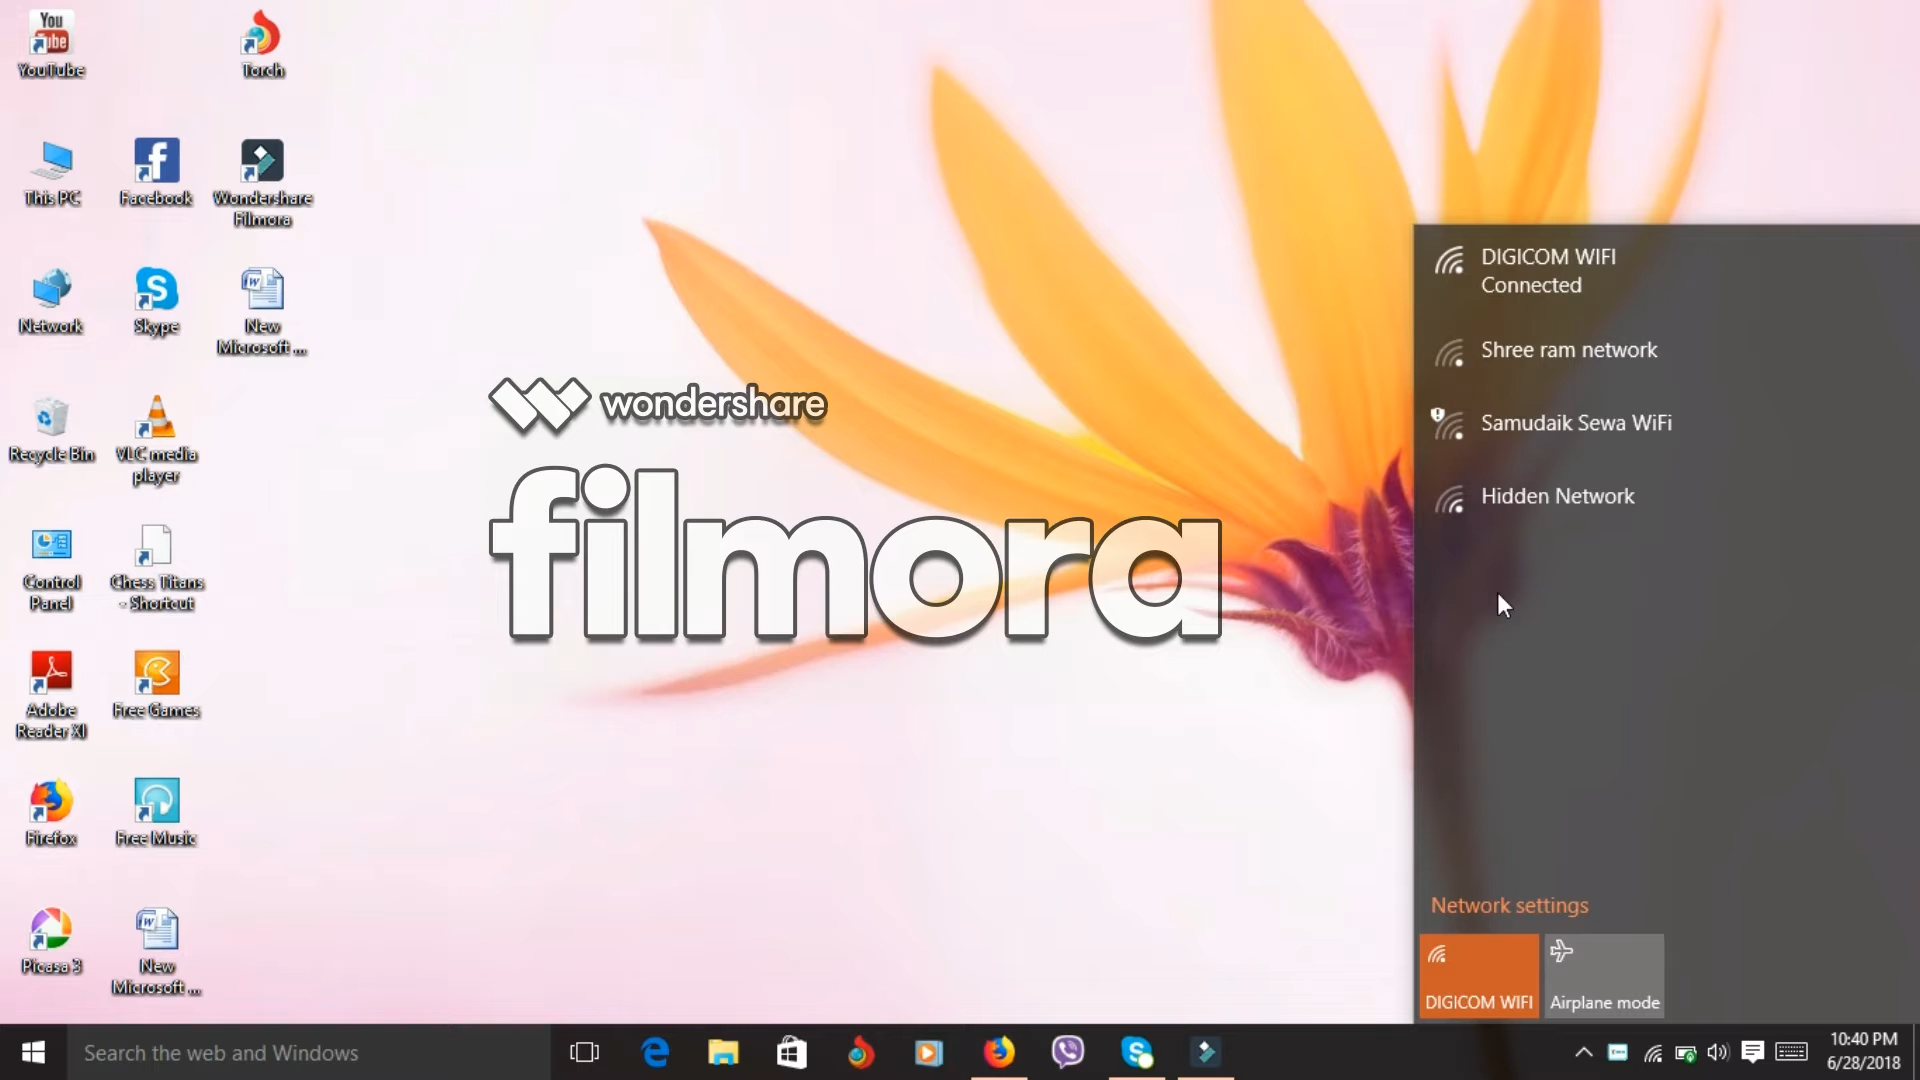 YouTube
Torch
This PC
Facebook
Wondershare
Filmora
Network
Skype
New
Microsoft ...
Recycle Bin
VLC media
player
Control
Panel
Chess Titans
- Shortcut
Adobe
Reader XI
Free Games
Firefox
Free Music
Picasa 3
New
Microsoft ...
wondershare
filmora
DIGICOM WIFI
Connected
Shree ram network
Samudaik Sewa WiFi
Hidden Network
Network settings
DIGICOM WIFI
Airplane mode
Search the web and Windows
10:40 PM
6/28/2018